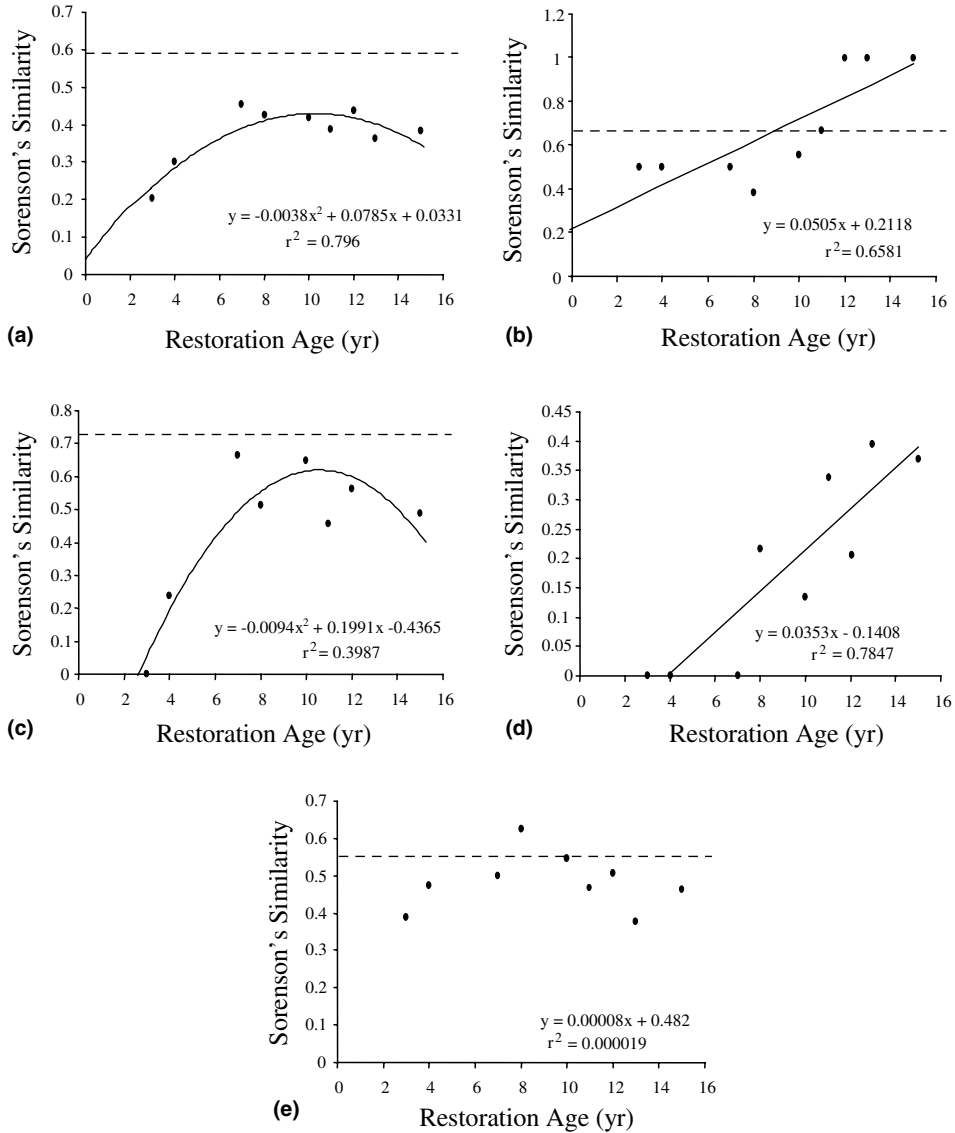 0.7
0.6
0.5
0.4
0.3
0.2
0.1
0
Sorenson's Similarity
y = -0.0038x² + 0.0785x + 0.0331
r² = 0.796
0 2 4 6 8 10 12 14 16
(a) Restoration Age (yr)
1.2
1
0.8
0.6
0.4
0.2
0
Sorenson's Similarity
y = 0.0505x + 0.2118
r² = 0.6581
0 2 4 6 8 10 12 14 16
(b) Restoration Age (yr)
0.8
0.7
0.6
0.5
0.4
0.3
0.2
0.1
0
Sorenson's Similarity
y = -0.0094x² + 0.1991x -0.4365
r² = 0.3987
0 2 4 6 8 10 12 14 16
(c) Restoration Age (yr)
0.45
0.4
0.35
0.3
0.25
0.2
0.15
0.1
0.05
0
Sorenson's Similarity
y = 0.0353x - 0.1408
r² = 0.7847
0 2 4 6 8 10 12 14 16
(d) Restoration Age (yr)
0.7
0.6
0.5
0.4
0.3
0.2
0.1
0
Sorenson's Similarity
y = 0.00008x + 0.482
r² = 0.000019
0 2 4 6 8 10 12 14 16
(e) Restoration Age (yr)